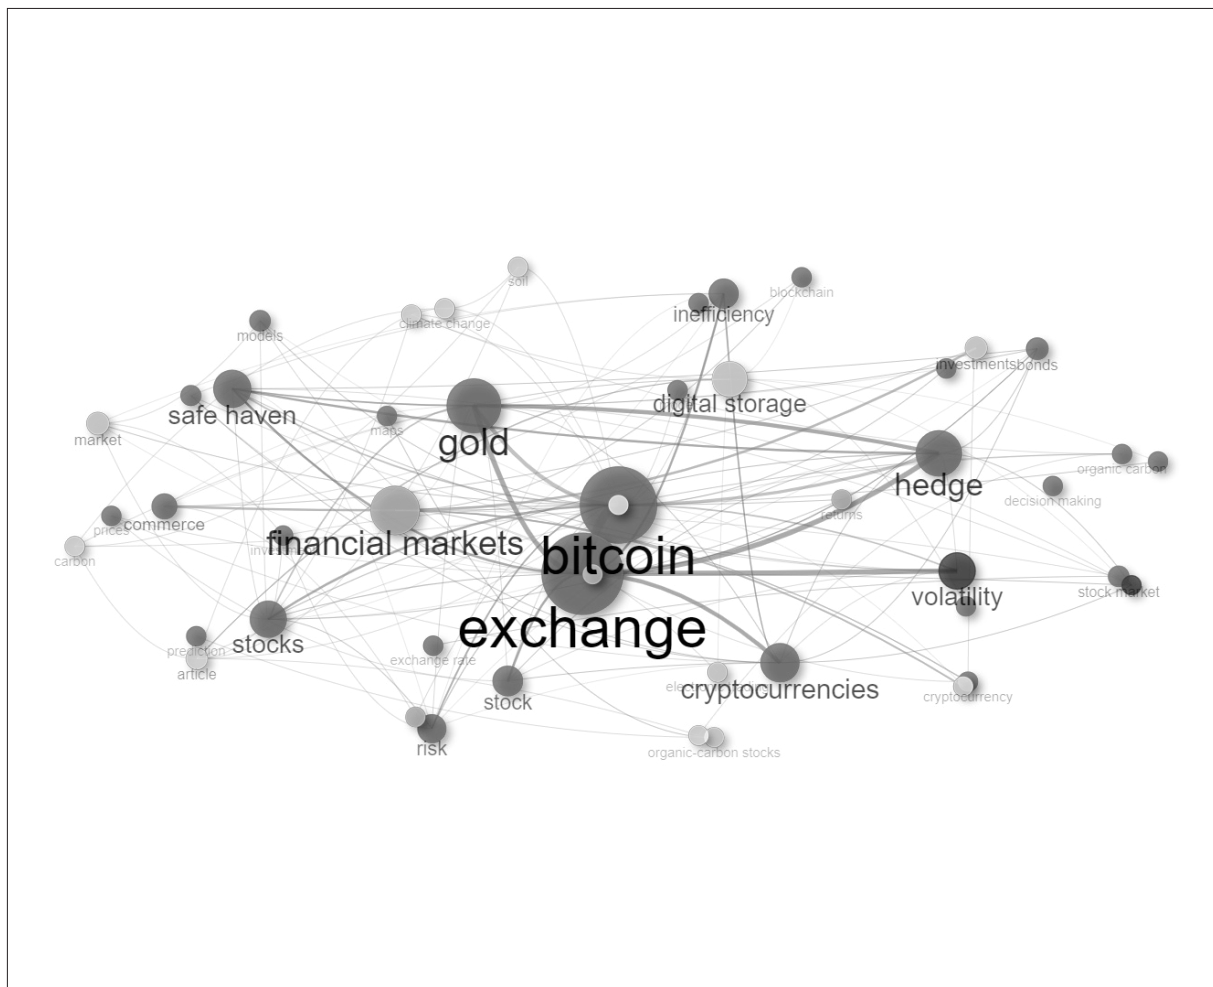 soil
blockchain
inefficiency
climate change
models
investments
bonds
safe haven
digital storage
maps
market
gold
organic carbon
hedge
decision making
returns
commerce
prices
financial markets
bitcoin
carbon
stock market
volatility
exchange
stocks
prediction
exchange rate
article
cryptocurrencies
stock
cryptocurrency
risk
organic-carbon stocks